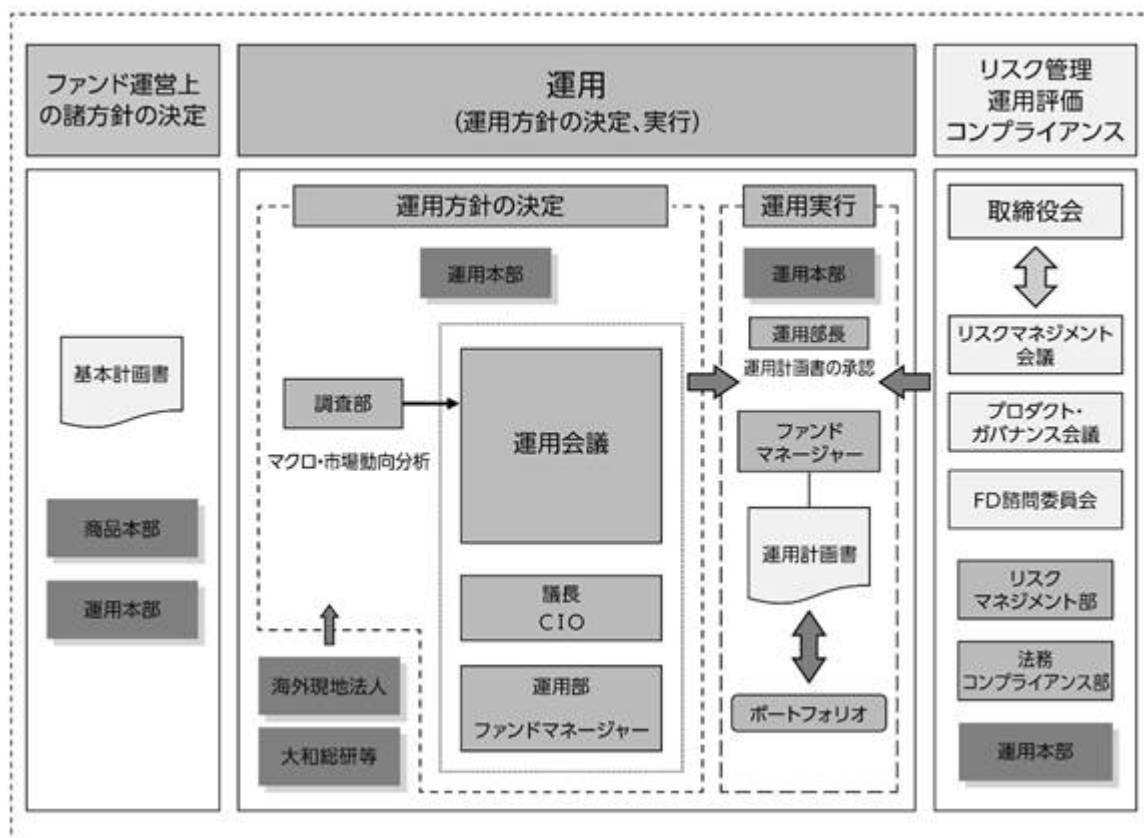 ファンド運営上
の諸方針の決定
運用
(運用方針の決定、実行)
リスク管理
運用評価
コンプライアンス
基本計画書
商品本部
運用本部
運用方針の決定
運用本部
調査部
マクロ・市場動向分析
運用会議
議長
CIO
運用部
ファンドマネージャー
海外現地法人
大和総研等
運用実行
運用本部
運用部長
運用計画書の承認
ファンド
マネージャー
運用計画書
ポートフォリオ
取締役会
リスクマネジメント
会議
プロダクト・
ガバナンス会議
FD諮問委員会
リスク
マネジメント部
法務
コンプライアンス部
運用本部